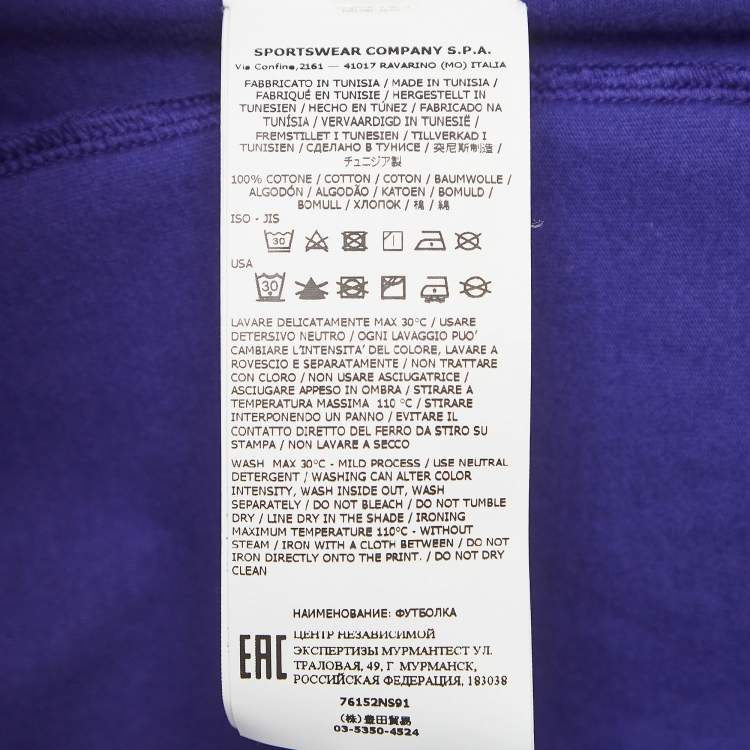 SPORTSWEAR COMPANY S.P.A.
Via Confine,2161 — 41017 RAVARINO (MO) ITALIA
FABBRICATO IN TUNISIA / MADE IN TUNISIA /
FABRIQUÉ EN TUNISIE / HERGESTELLT IN
TUNESIEN / HECHO EN TÚNEZ / FABRICADO NA
TUNÍSIA / VERVAARDIGD IN TUNESIË /
FREMSTILLET I TUNESIEN / TILLVERKAD I
TUNISIEN / СДЕЛАНО В ТУНИСЕ / 突尼斯制造 /
チュニジア製
100% COTONE / COTTON / COTON / BAUMWOLLE /
ALGODÓN / ALGODÃO / KATOEN / BOMULD /
BOMULL / ХЛОПОК / 棉 / 綿
ISO - JIS
30
USA
30
LAVARE DELICATAMENTE MAX 30°C / USARE
DETERSIVO NEUTRO / OGNI LAVAGGIO PUO'
CAMBIARE L'INTENSITA' DEL COLORE, LAVARE A
ROVESCIO E SEPARATAMENTE / NON TRATTARE
CON CLORO / NON USARE ASCIUGATRICE /
ASCIUGARE APPESO IN OMBRA / STIRARE A
TEMPERATURA MASSIMA 110 °C / STIRARE
INTERPONENDO UN PANNO / EVITARE IL
CONTATTO DIRETTO DEL FERRO DA STIRO SU
STAMPA / NON LAVARE A SECCO
WASH MAX 30°C - MILD PROCESS / USE NEUTRAL
DETERGENT / WASHING CAN ALTER COLOR
INTENSITY, WASH INSIDE OUT, WASH
SEPARATELY / DO NOT BLEACH / DO NOT TUMBLE
DRY / LINE DRY IN THE SHADE / IRONING
MAXIMUM TEMPERATURE 110°C - WITHOUT
STEAM / IRON WITH A CLOTH BETWEEN / DO NOT
IRON DIRECTLY ONTO THE PRINT. / DO NOT DRY
CLEAN
НАИМЕНОВАНИЕ: ФУТБОЛКА
EAC
ЦЕНТР НЕЗАВИСИМОЙ
ЭКСПЕРТИЗЫ МУРМАНТЕСТ УЛ.
ТРАЛОВАЯ, 49, Г. МУРМАНСК,
РОССИЙСКАЯ ФЕДЕРАЦИЯ, 183038
76152NS91
(株) 豊田貿易
03-5350-4524